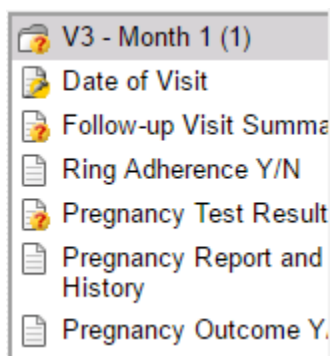 V3 - Month 1 (1)
Date of Visit
Follow-up Visit Summa
Ring Adherence Y/N
Pregnancy Test Result
Pregnancy Report and
History
Pregnancy Outcome Y/